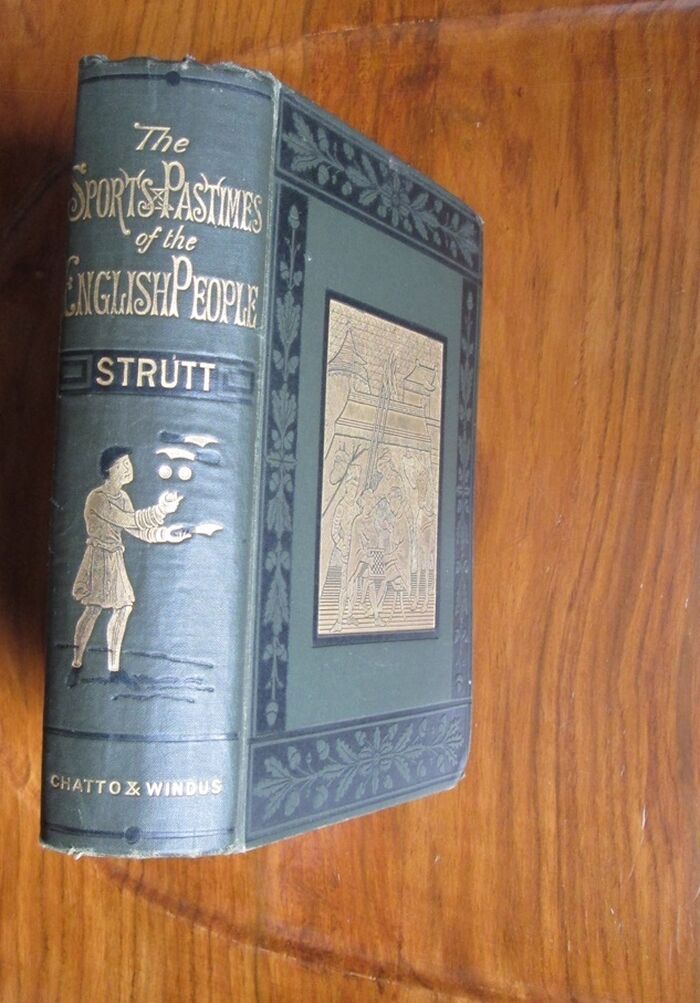 The
SPORTS & PASTIMES
of the
ENGLISH PEOPLE
STRUTT
CHATTO & WINDUS